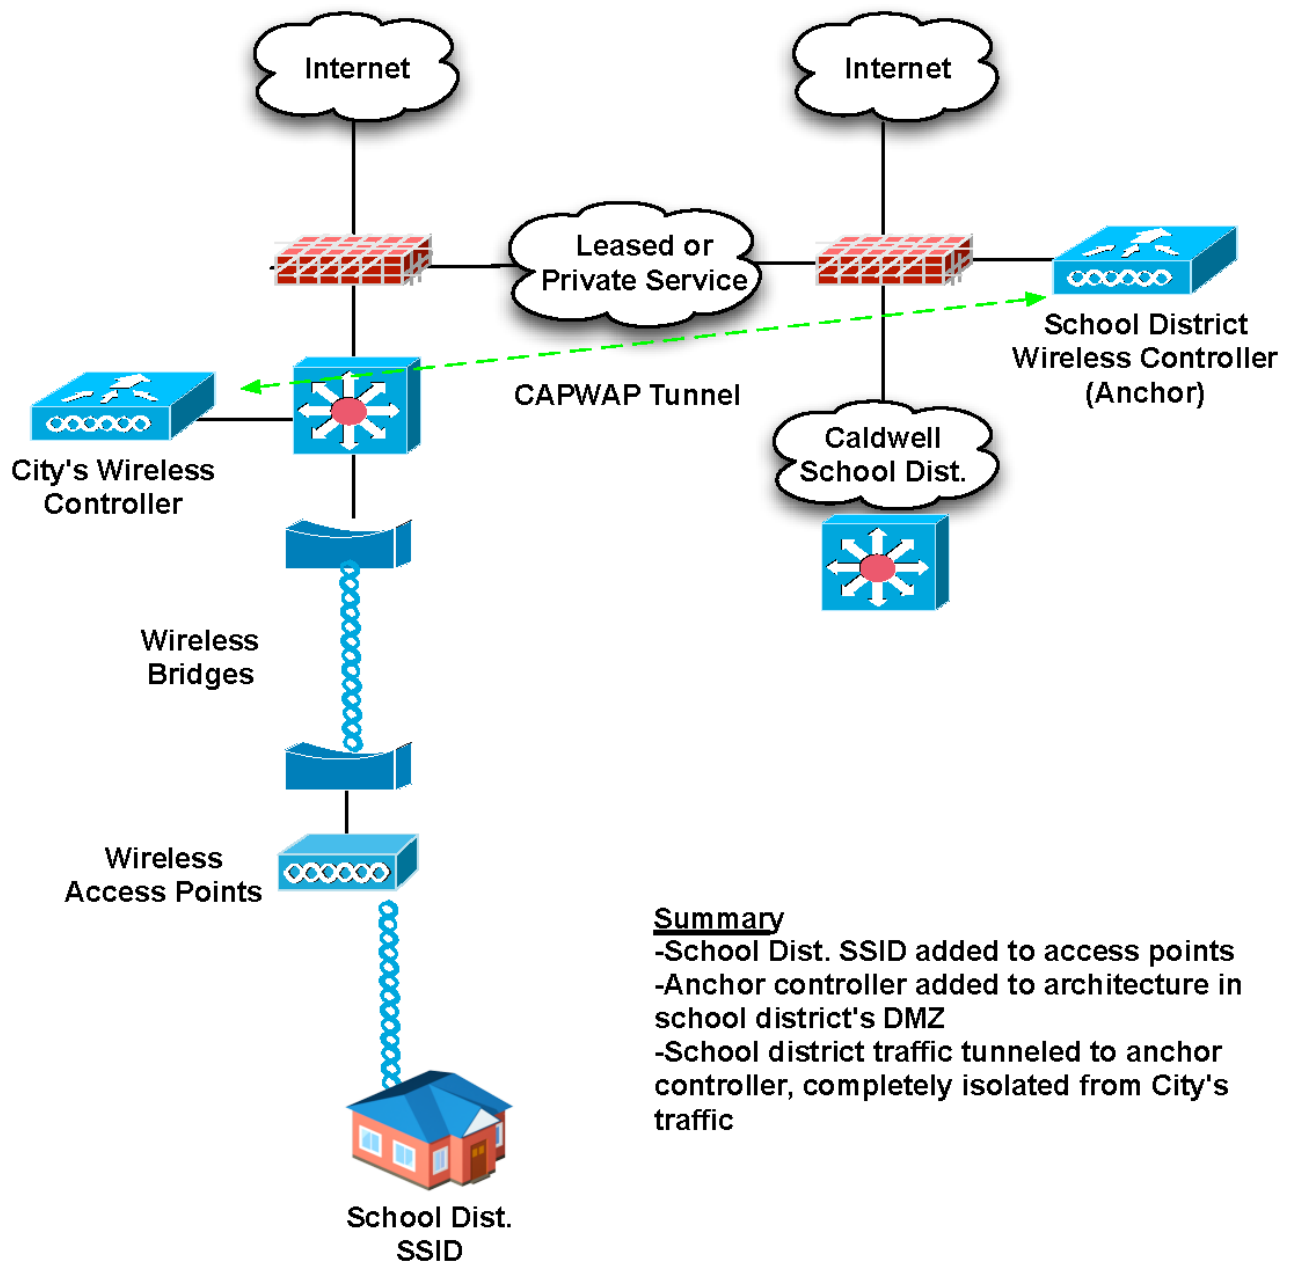 Internet
Internet
Leased or
Private Service
School District
Wireless Controller
(Anchor)
CAPWAP Tunnel
City's Wireless
Controller
Caldwell
School Dist.
Wireless
Bridges
Wireless
Access Points
Summary
-School Dist. SSID added to access points
-Anchor controller added to architecture in
school district's DMZ
-School district traffic tunneled to anchor
controller, completely isolated from City's
traffic
School Dist.
SSID